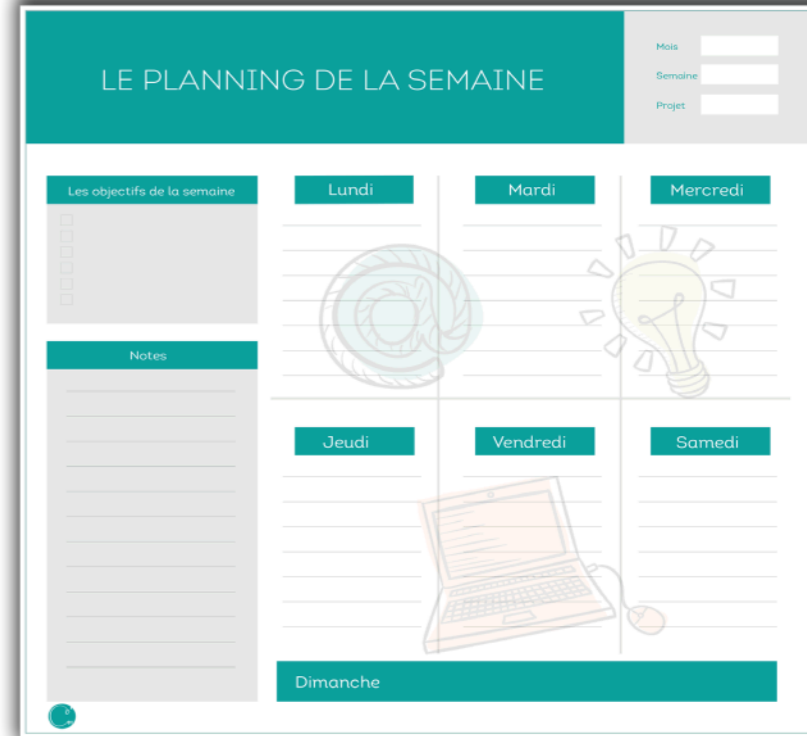 LE PLANNING DE LA SEMAINE
Mois
Semaine
Projet
Les objectifs de la semaine
Notes
Lundi
Mardi
Mercredi
Jeudi
Vendredi
Samedi
Dimanche